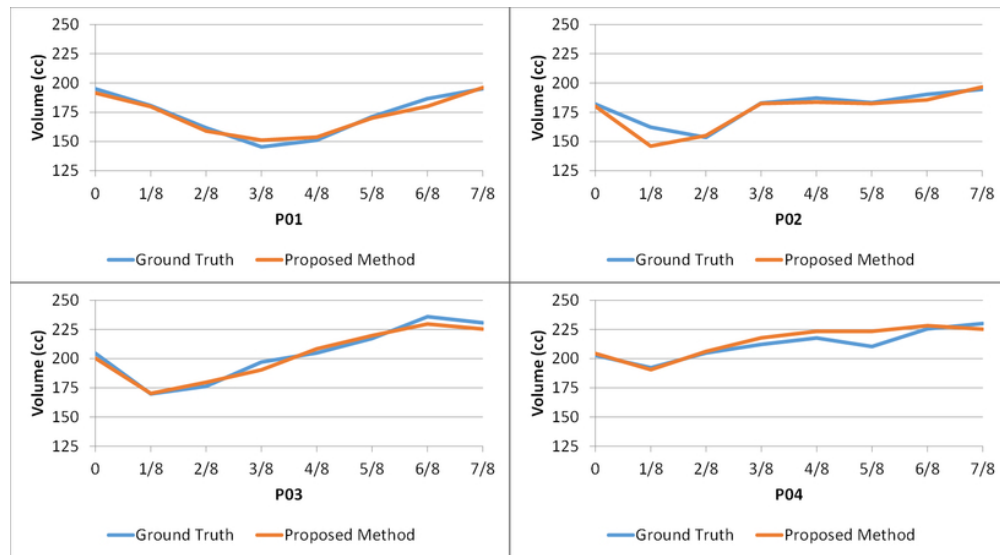 250
225
200
175
150
125
Volume (cc)
0 1/8 2/8 3/8 4/8 5/8 6/8 7/8
P01
Ground Truth Proposed Method
250
225
200
175
150
125
Volume (cc)
0 1/8 2/8 3/8 4/8 5/8 6/8 7/8
P02
Ground Truth Proposed Method
250
225
200
175
150
125
Volume (cc)
0 1/8 2/8 3/8 4/8 5/8 6/8 7/8
P03
Ground Truth Proposed Method
250
225
200
175
150
125
Volume (cc)
0 1/8 2/8 3/8 4/8 5/8 6/8 7/8
P04
Ground Truth Proposed Method